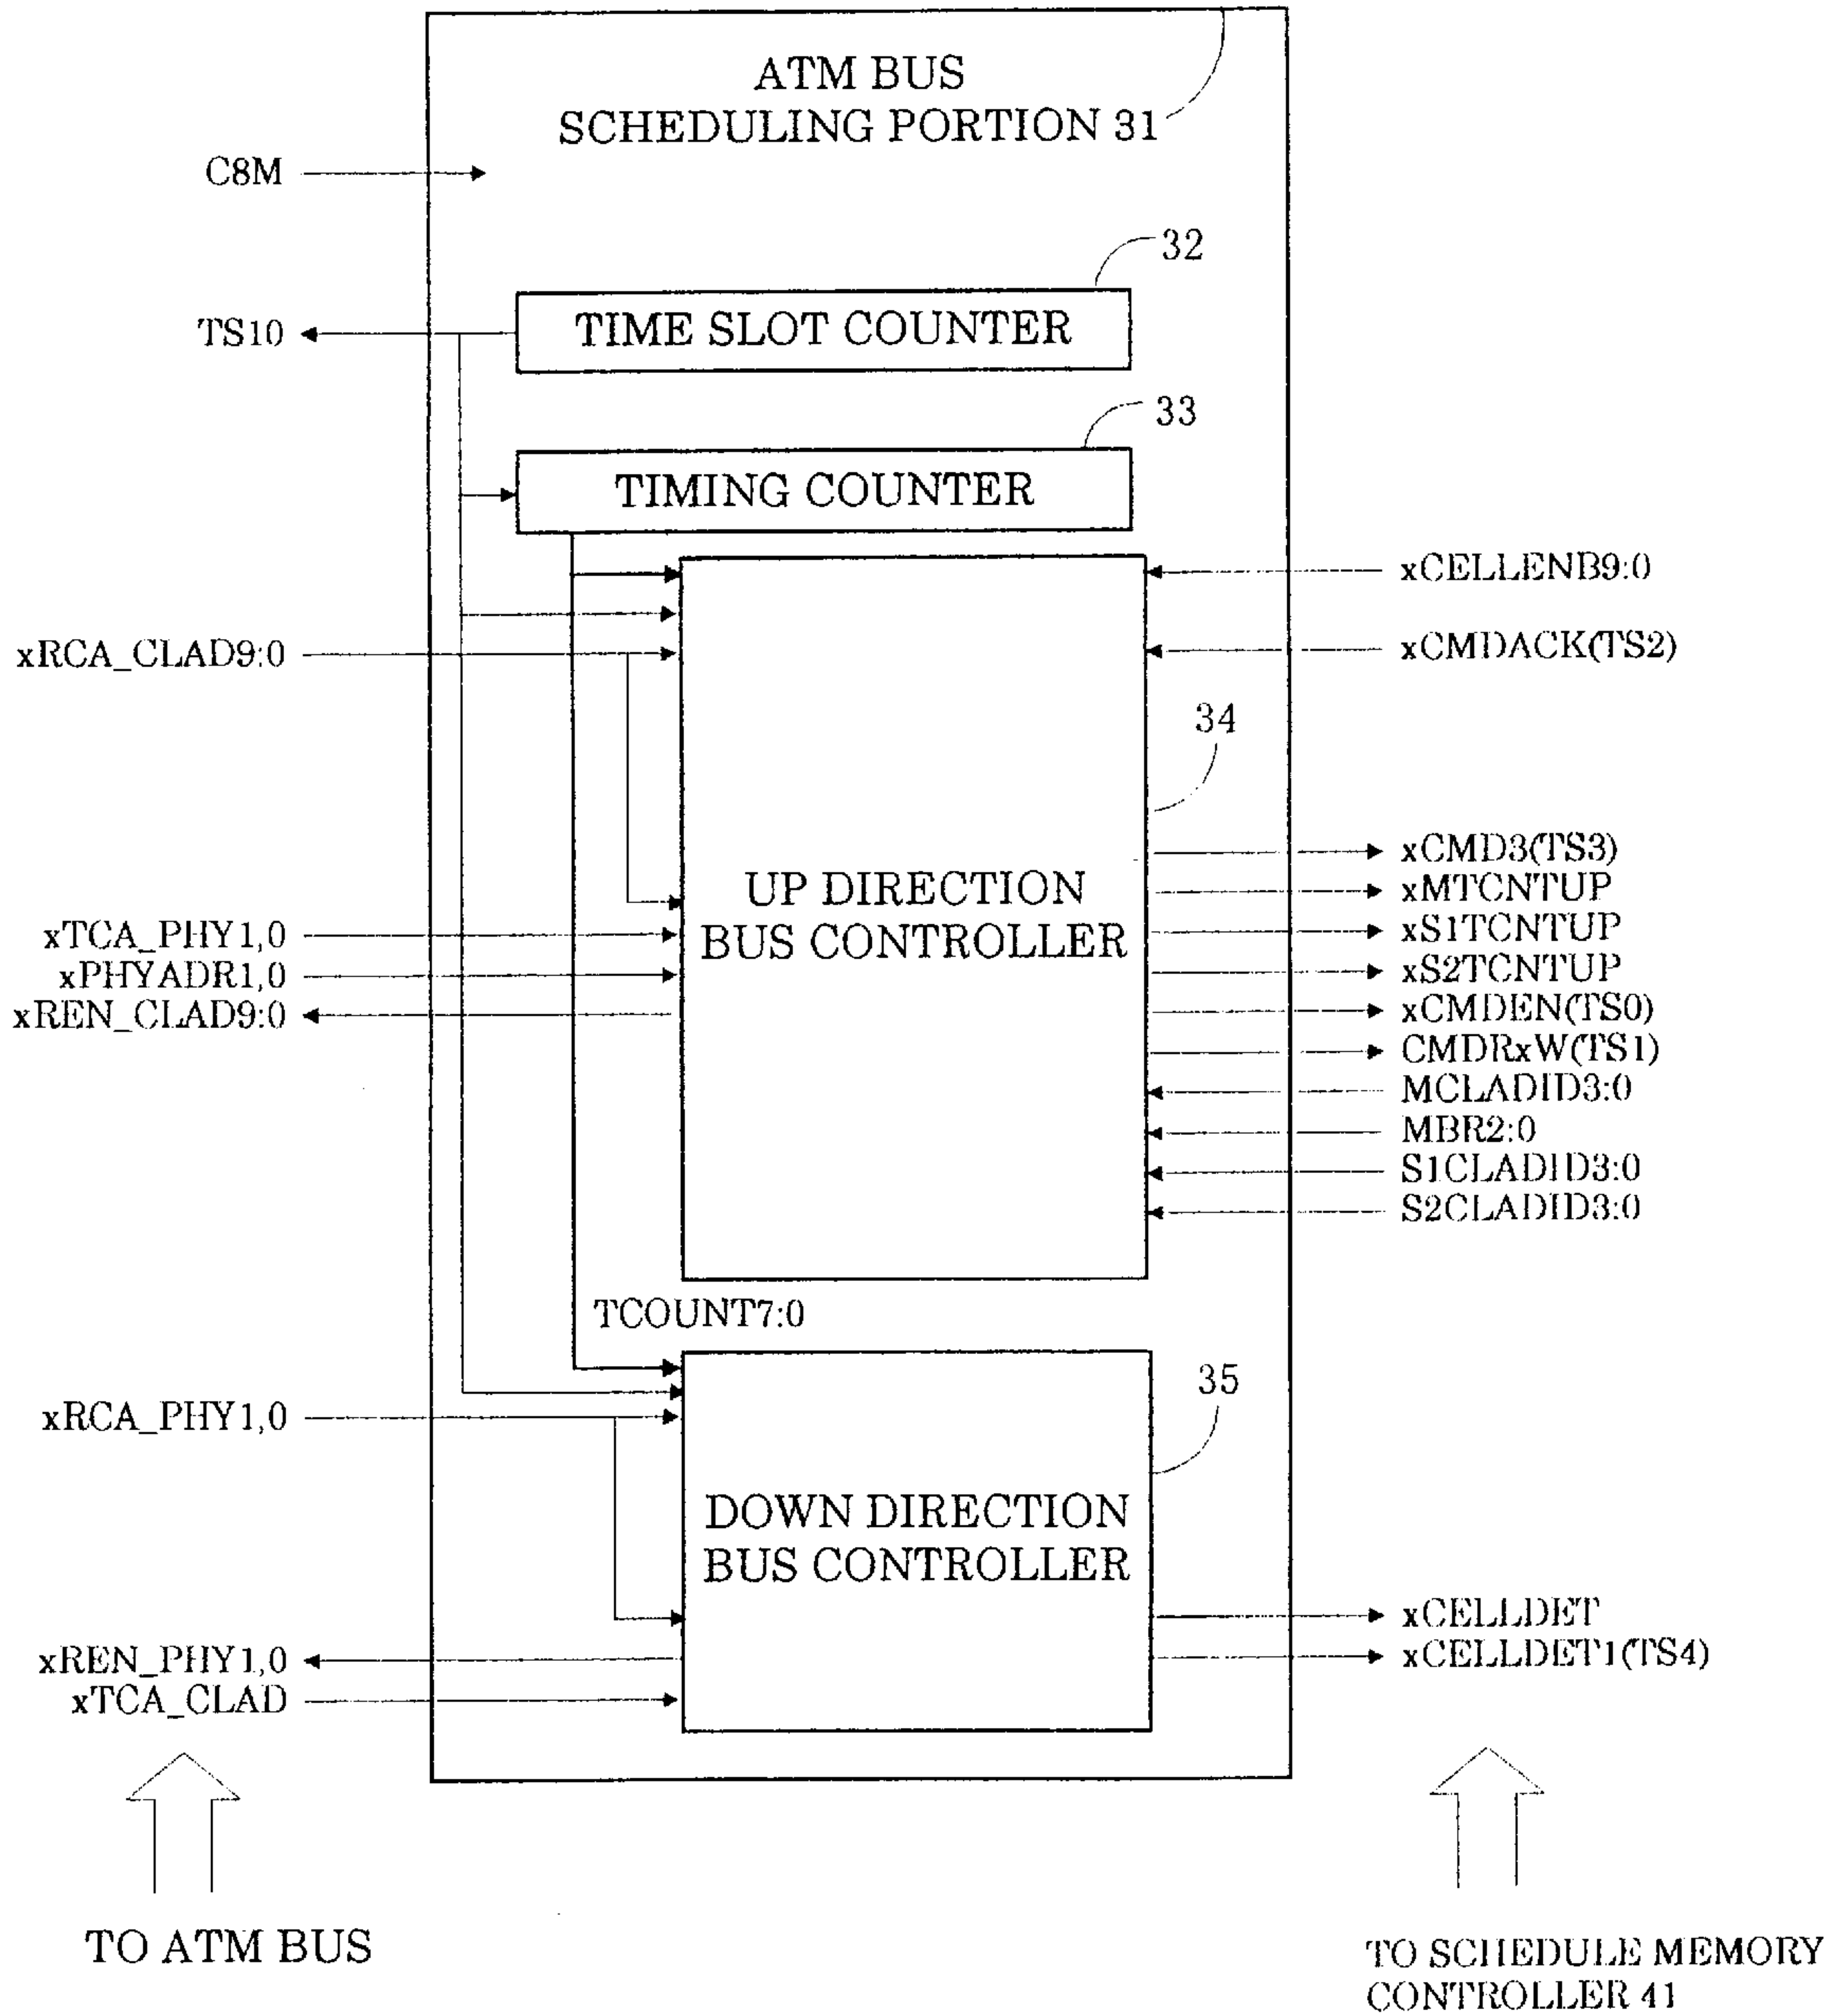 ATM BUS
SCHEDULING PORTION 31
C8M
32
TS10
TIME SLOT COUNTER
33
TIMING COUNTER
xCELLENB9:0
xRCA_CLAD9:0
xCMDACK(TS2)
34
xCMD3(TS3)
UP DIRECTION
BUS CONTROLLER
xMTCNTUP
xTCA_PHY1,0
xS1TCNTUP
xPHYADR1,0
xS2TCNTUP
xREN_CLAD9:0
xCMDEN(TS0)
CMDRxW(TS1)
MCLADID3:0
MBR2:0
S1CLADID3:0
S2CLADID3:0
TCOUNT7:0
35
xRCA_PHY1,0
DOWN DIRECTION
BUS CONTROLLER
xCELLDET
xREN_PHY1,0
xCELLDET1(TS4)
xTCA_CLAD
TO ATM BUS
TO SCHEDULE MEMORY
CONTROLLER 41